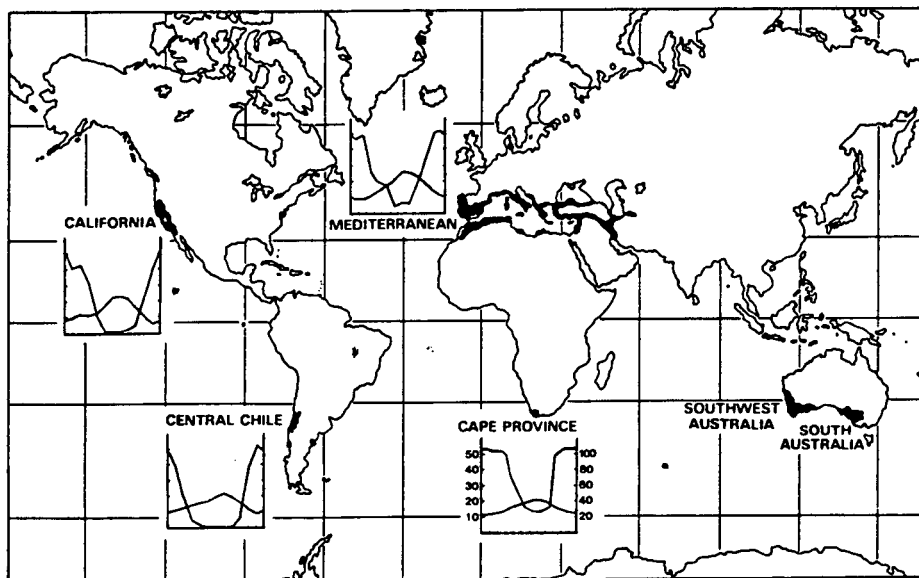 MEDITERRANEAN
CALIFORNIA
CENTRAL CHILE
CAPE PROVINCE
50 100
40 80
30 60
20 40
10 20
SOUTHWEST
AUSTRALIA
SOUTH
AUSTRALIA